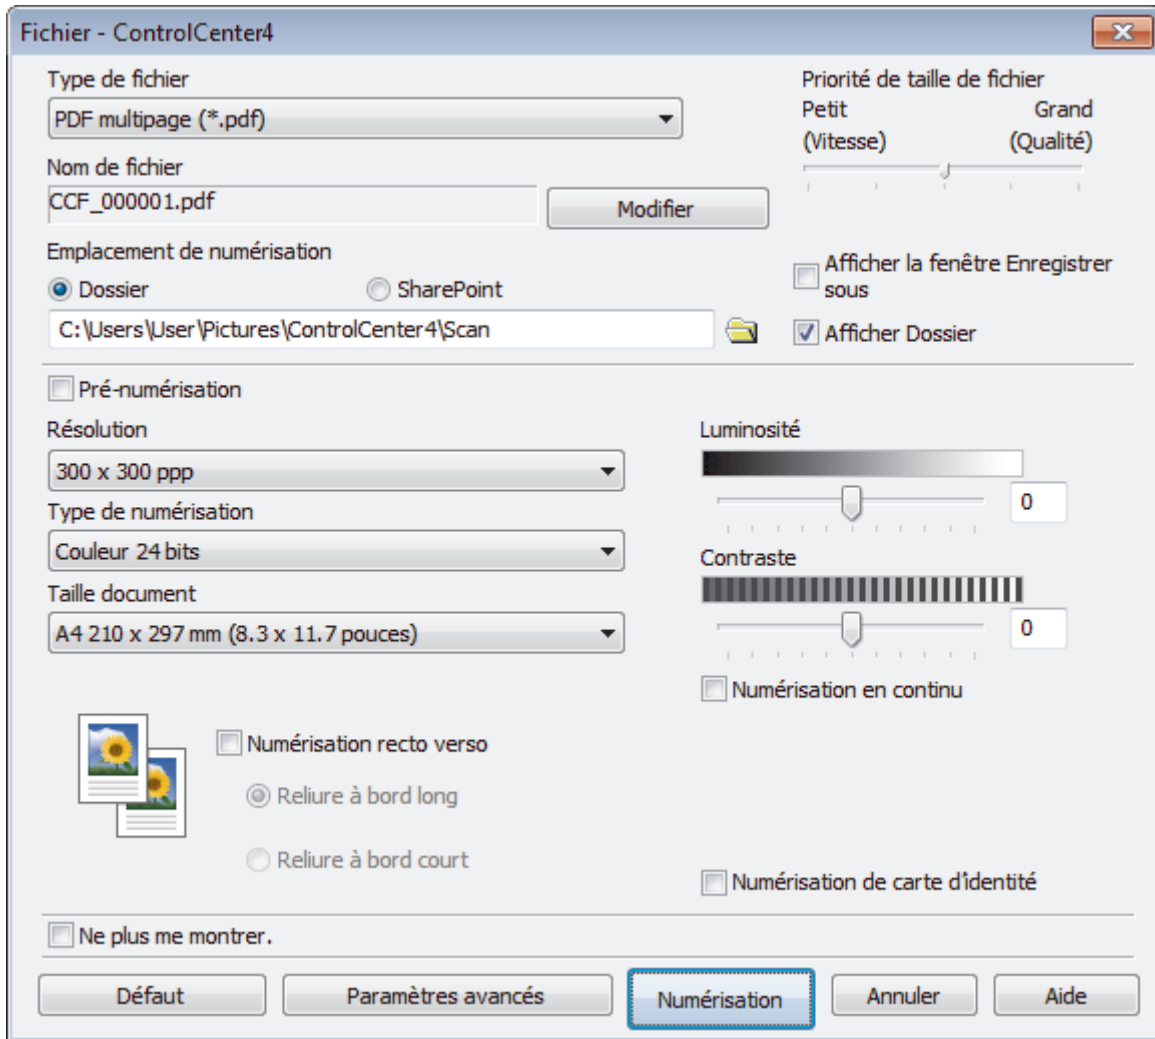 Fichier - ControlCenter4
Type de fichier
PDF multipage (*.pdf)
Nom de fichier
CCF_000001.pdf
Modifier
Priorité de taille de fichier
Petit Grand
(Vitesse) (Qualité)
Emplacement de numérisation
Dossier SharePoint
C:\Users\User\Pictures\ControlCenter4\Scan
Afficher la fenêtre Enregistrer
sous
Afficher Dossier
Pré-numérisation
Résolution
300 x 300 ppp
Type de numérisation
Couleur 24 bits
Taille document
A4 210 x 297 mm (8.3 x 11.7 pouces)
Luminosité
0
Contraste
0
Numérisation en continu
Numérisation recto verso
Reliure à bord long
Reliure à bord court
Numérisation de carte d'identité
Ne plus me montrer.
Défaut Paramètres avancés Numérisation Annuler Aide